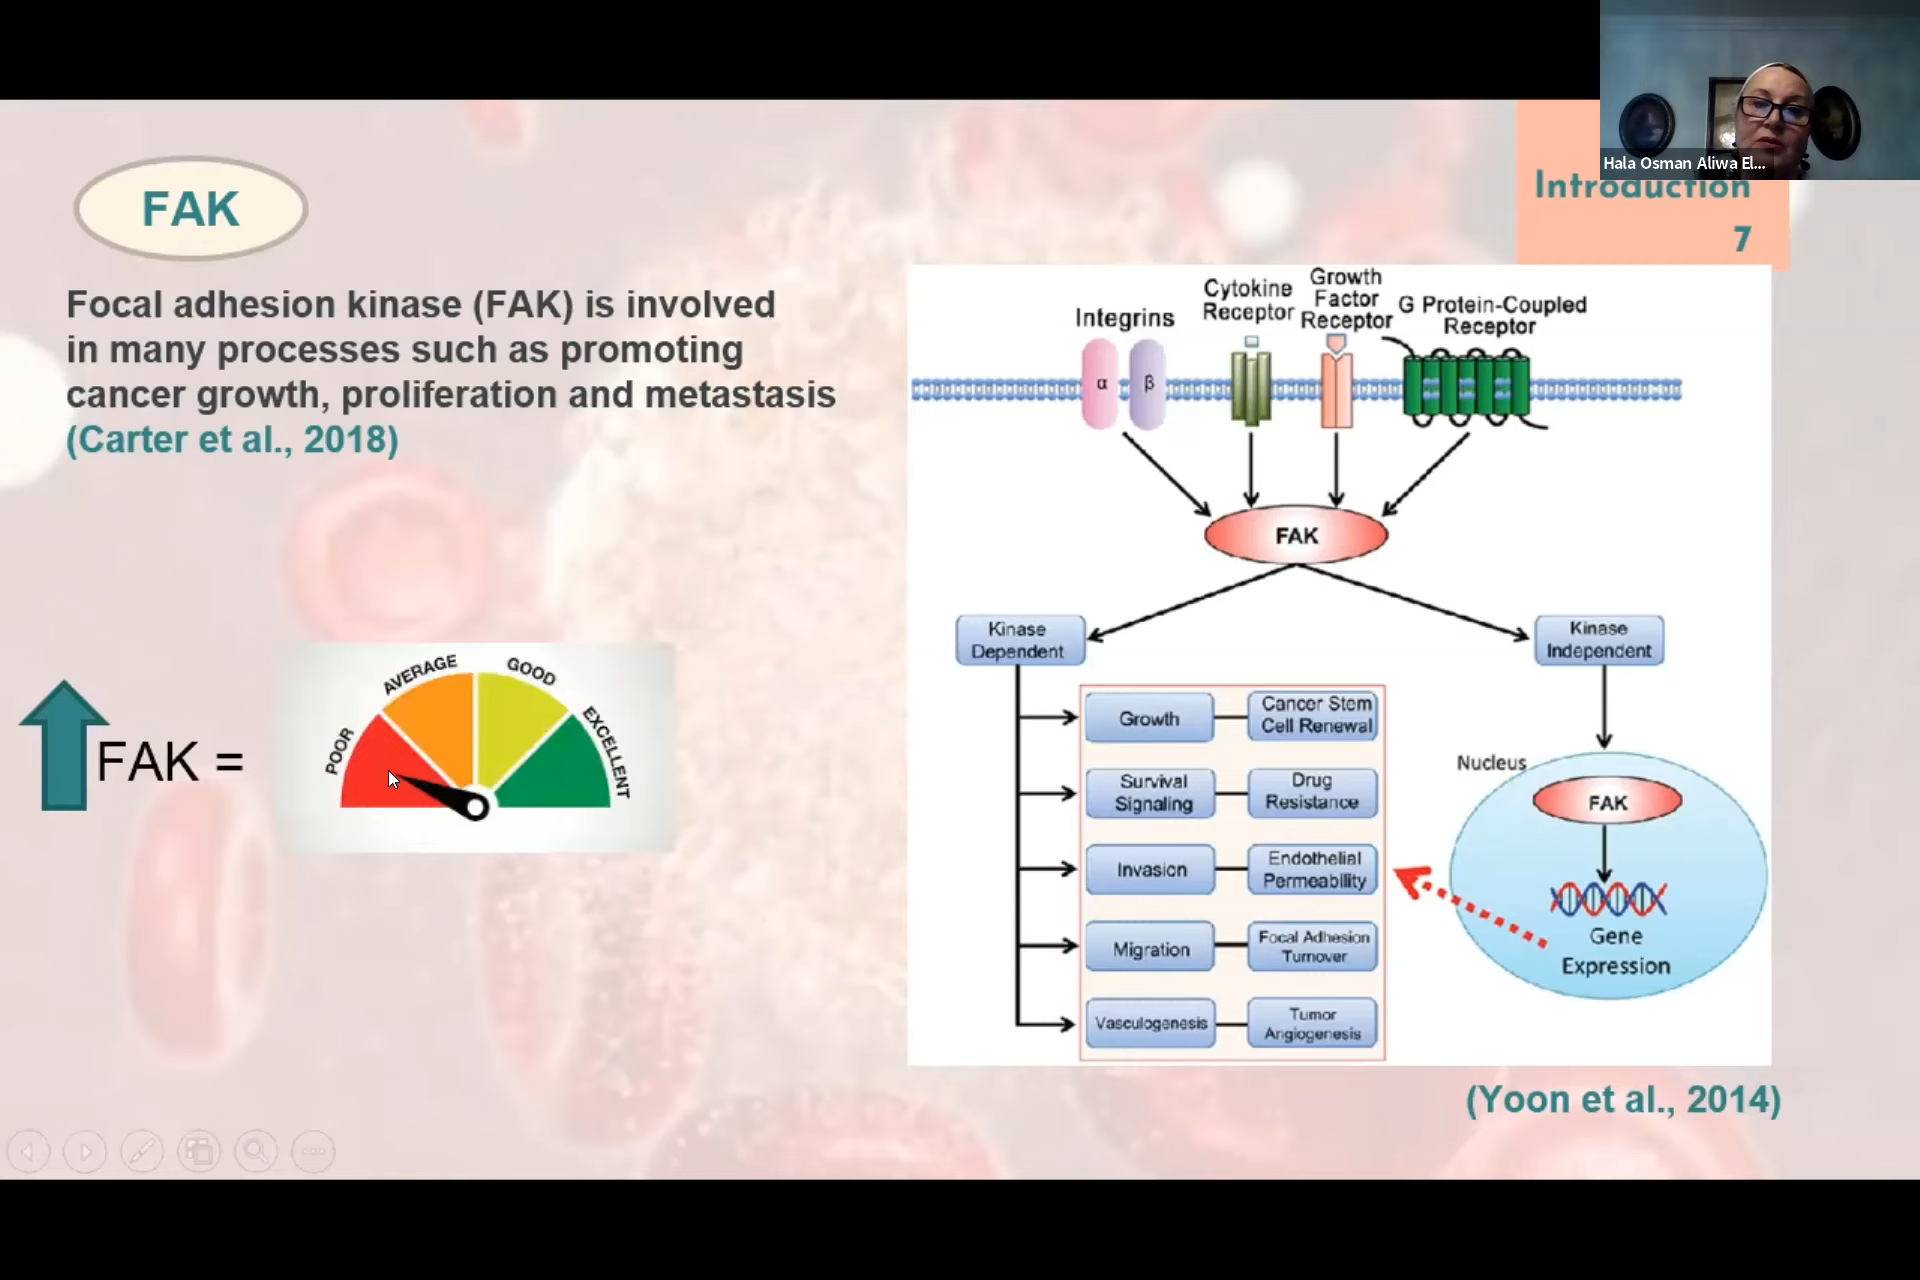 Hala Osman Aliwa El...
Introduction
7
FAK
Focal adhesion kinase (FAK) is involved
in many processes such as promoting
cancer growth, proliferation and metastasis
(Carter et al., 2018)
FAK =
POOR
AVERAGE
GOOD
EXCELLENT
Integrins
Cytokine
Receptor
Growth
Factor
Receptor
G Protein-Coupled
Receptor
α
β
FAK
Kinase
Dependent
Kinase
Independent
Growth
Cancer Stem
Cell Renewal
Survival
Signaling
Drug
Resistance
Invasion
Endothelial
Permeability
Migration
Focal Adhesion
Turnover
Vasculogenesis
Tumor
Angiogenesis
Nucleus
FAK
Gene
Expression
(Yoon et al., 2014)